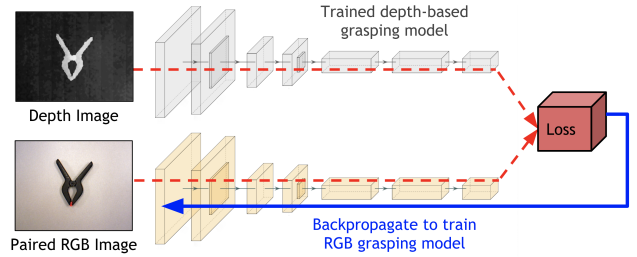 Trained depth-based
grasping model
Depth Image
Loss
Paired RGB Image
Backpropagate to train
RGB grasping model